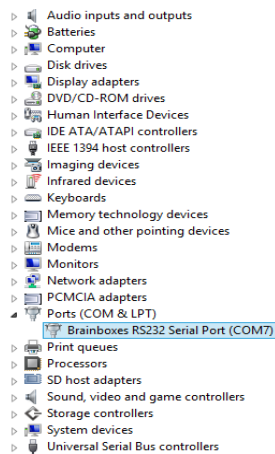 Audio inputs and outputs
Batteries
Computer
Disk drives
Display adapters
DVD/CD-ROM drives
Human Interface Devices
IDE ATA/ATAPI controllers
IEEE 1394 host controllers
Imaging devices
Infrared devices
Keyboards
Memory technology devices
Mice and other pointing devices
Modems
Monitors
Network adapters
PCMCIA adapters
Ports (COM & LPT)
Brainboxes RS232 Serial Port (COM7)
Print queues
Processors
SD host adapters
Sound, video and game controllers
Storage controllers
System devices
Universal Serial Bus controllers